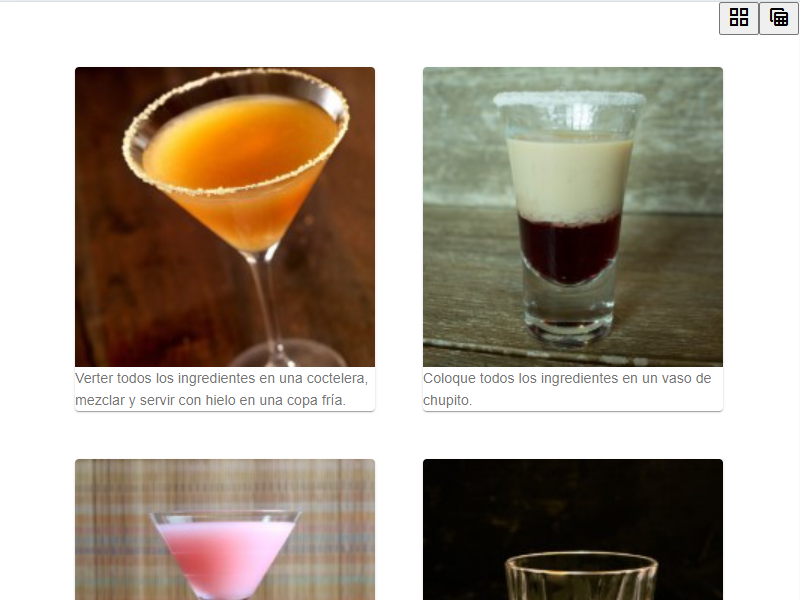 Verter todos los ingredientes en una coctelera,
mezclar y servir con hielo en una copa fría.
Coloque todos los ingredientes en un vaso de
chupito.